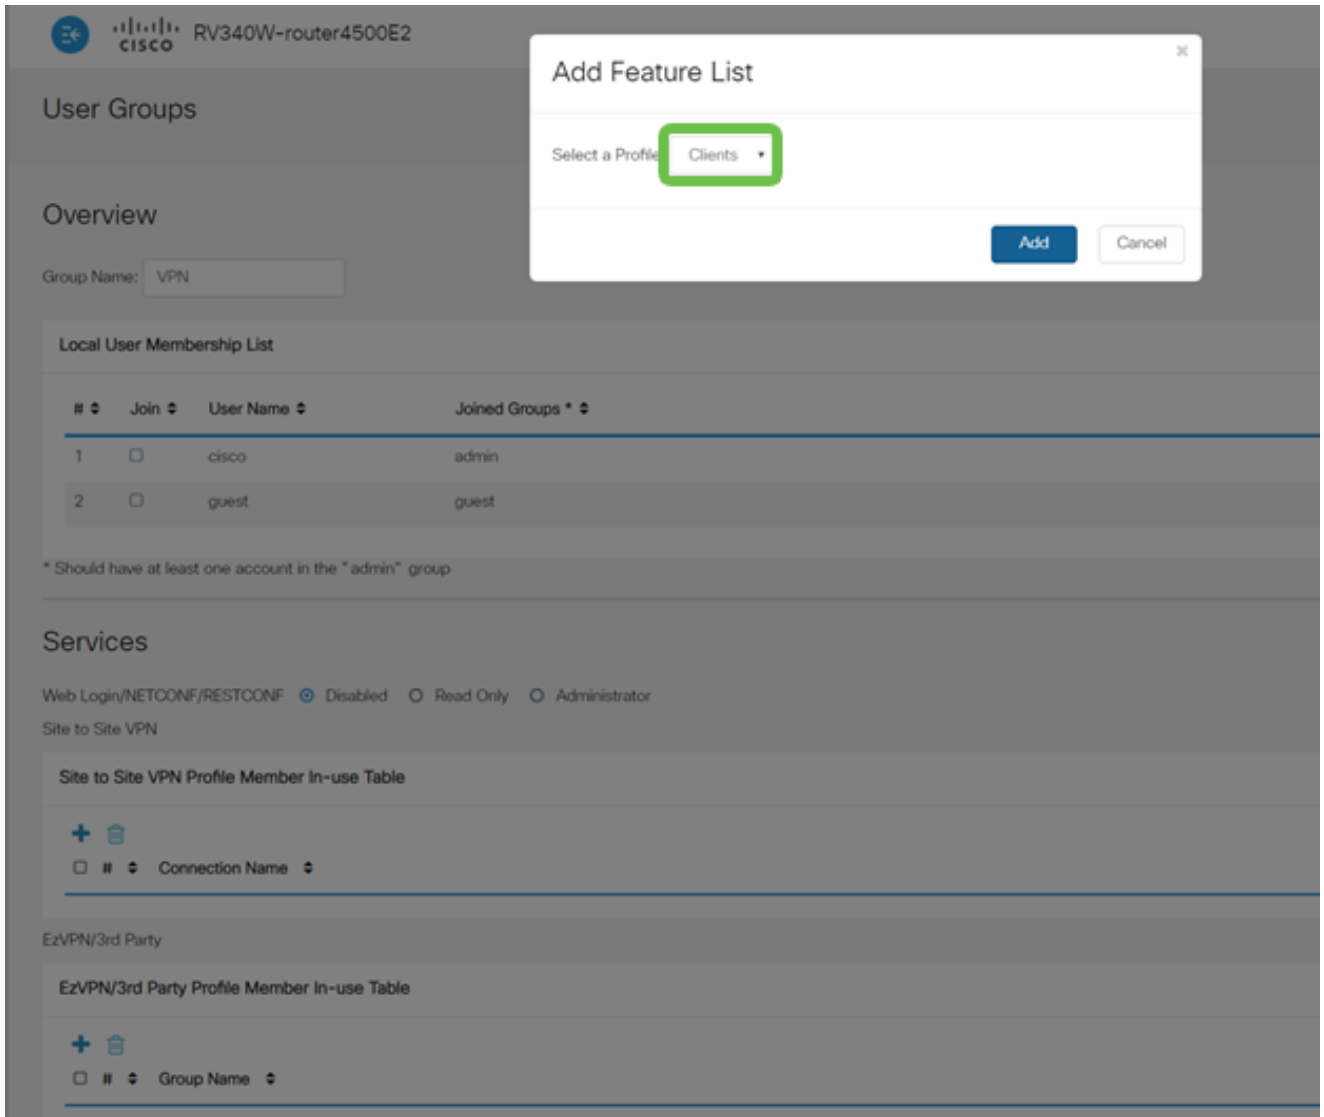 CISCO RV340W-router4500E2
Add Feature List
Select a Profile Clients
Add Cancel
User Groups
Overview
Group Name: VPN
Local User Membership List
# Join User Name Joined Groups *
1 cisco admin
2 guest guest
* Should have at least one account in the "admin" group
Services
Web Login/NETCONF/RESTCONF Disabled Read Only Administrator
Site to Site VPN
Site to Site VPN Profile Member In-use Table
# Connection Name
EzVPN/3rd Party
EzVPN/3rd Party Profile Member In-use Table
# Group Name